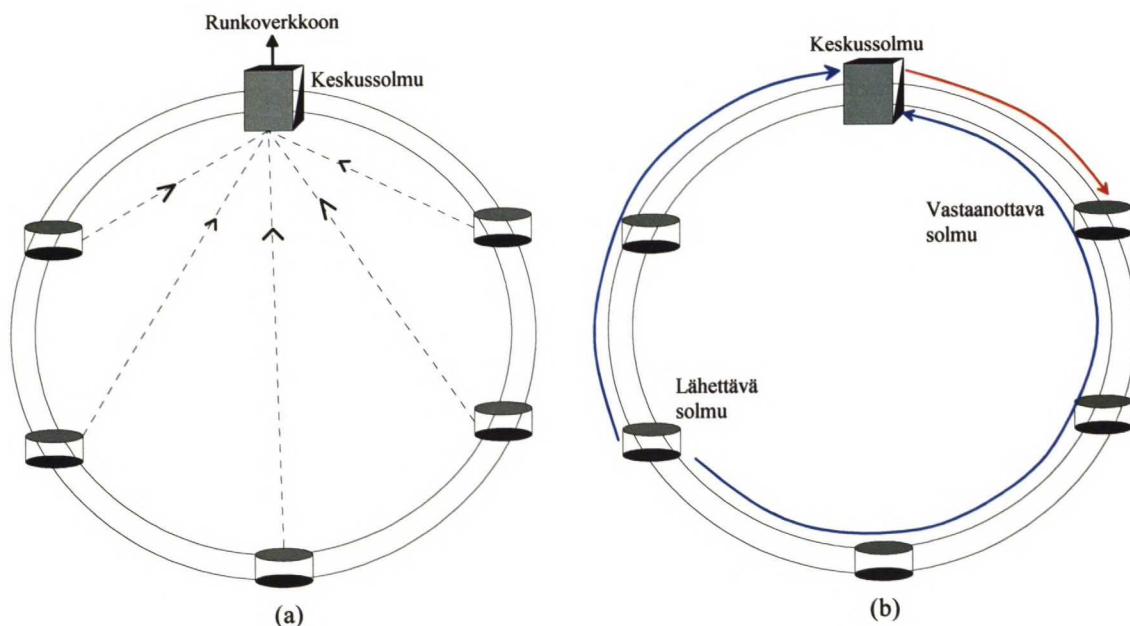 Runkoverkkoon
Keskussolmu
(a)
Keskussolmu
Vastaanottava
solmu
Lähettävä
solmu
(b)